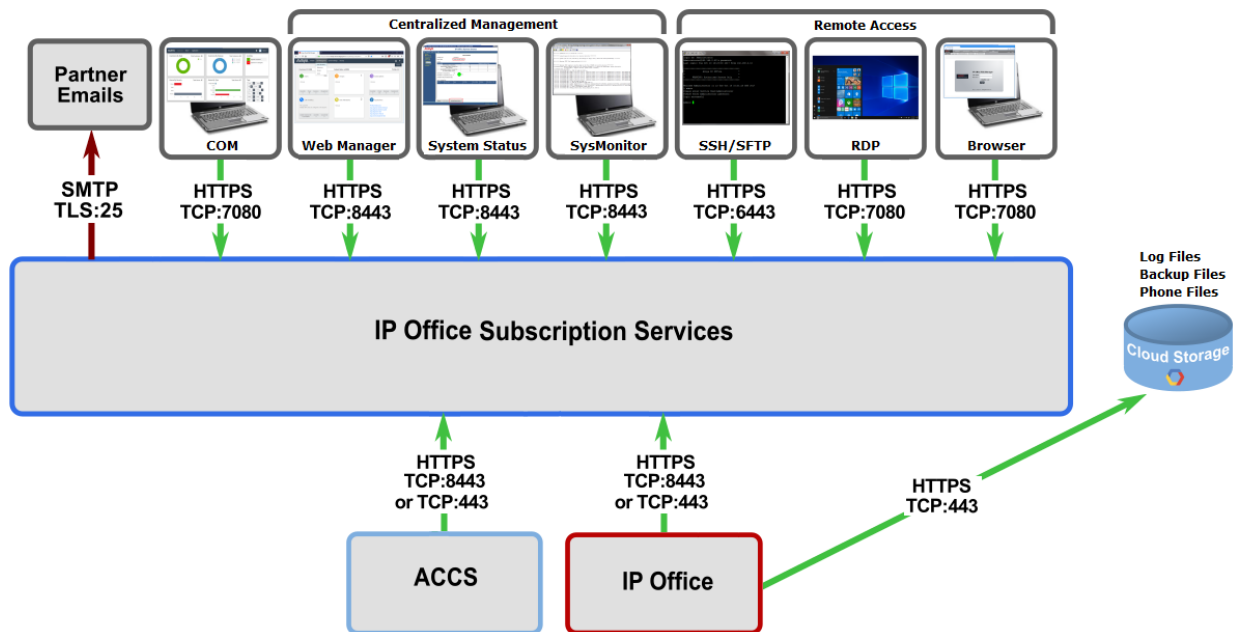 Centralized Management
Remote Access
Partner
Emails
COM
Web Manager
System Status
SysMonitor
SSH/SFTP
RDP
Browser
SMTP
TLS:25
HTTPS
TCP:7080
HTTPS
TCP:8443
HTTPS
TCP:8443
HTTPS
TCP:8443
HTTPS
TCP:6443
HTTPS
TCP:7080
HTTPS
TCP:7080
IP Office Subscription Services
Log Files
Backup Files
Phone Files
Cloud Storage
HTTPS
TCP:8443
or TCP:443
HTTPS
TCP:8443
or TCP:443
HTTPS
TCP:443
ACCS
IP Office